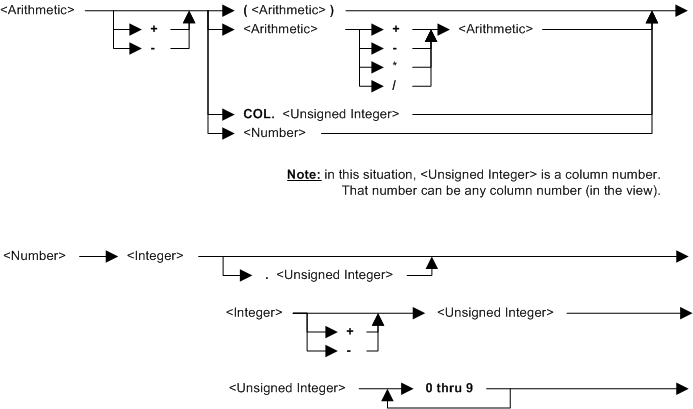 <Arithmetic> ( <Arithmetic> )
+ <Arithmetic> + <Arithmetic>
- -
*
/
COL. <Unsigned Integer>
<Number>
Note: in this situation, <Unsigned Integer> is a column number.
That number can be any column number (in the view).
<Number> <Integer>
. <Unsigned Integer>
<Integer> <Unsigned Integer>
+
-
<Unsigned Integer> 0 thru 9